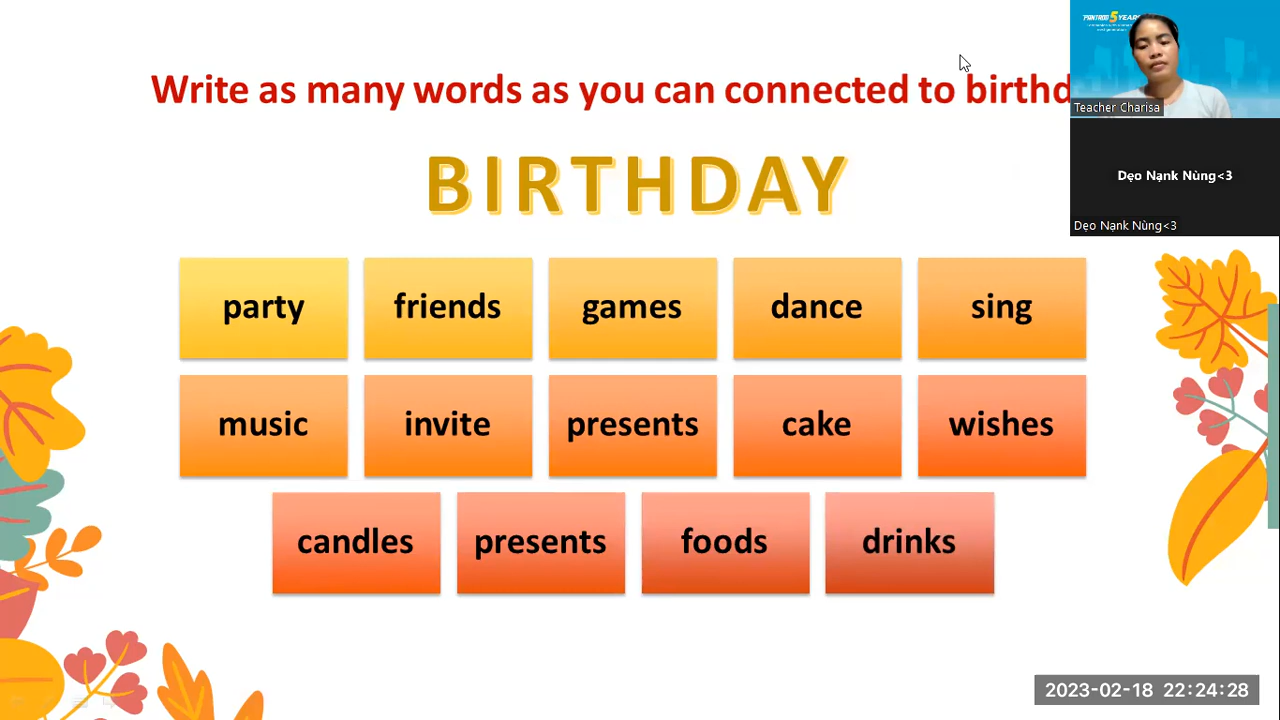 Write as many words as you can connected to birthd
BIRTHDAY
party friends games dance sing
music invite presents cake wishes
candles presents foods drinks
5 YEAR
Teacher Charisa
Dẹo Nạnk Nùng<3
Dẹo Nạnk Nùng<3
2023-02-18 22:24:28